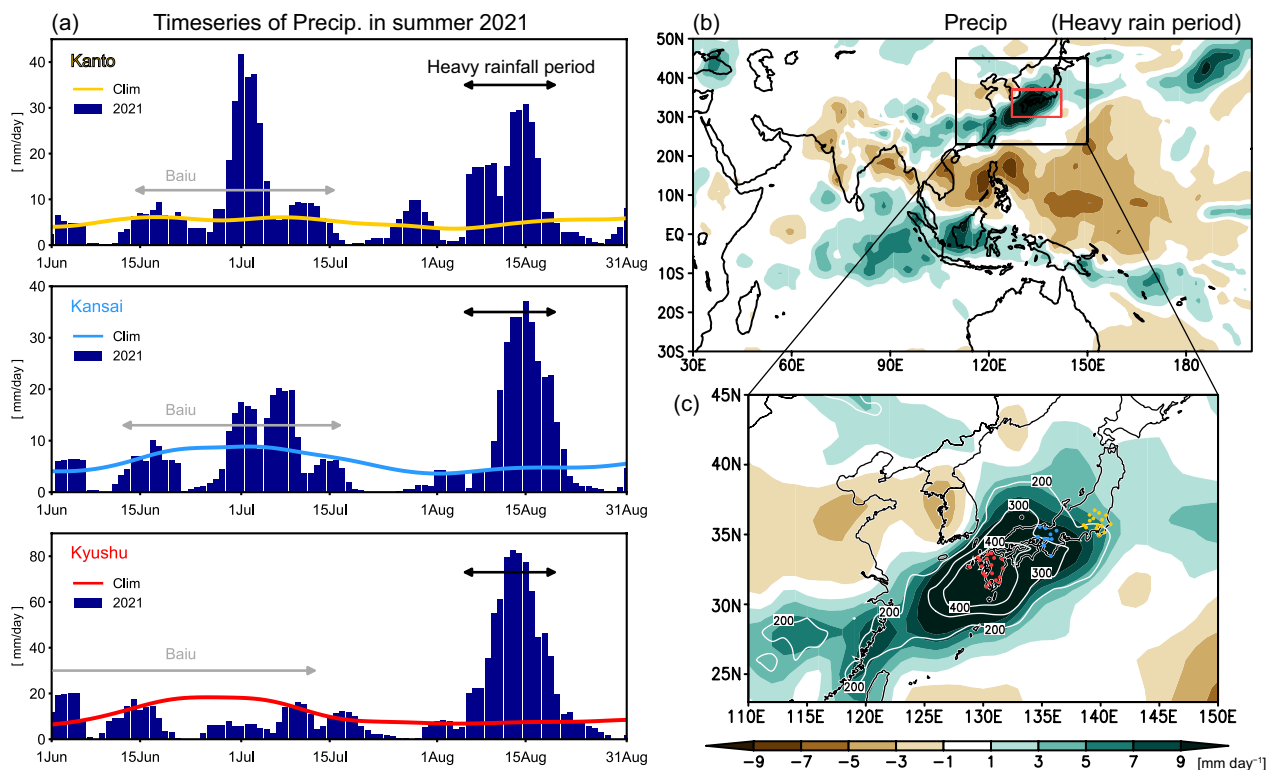 (a) Timeseries of Precip. in summer 2021
Kanto
Clim
2021
Heavy rainfall period
Baiu
[ mm/day]
40
30
20
10
0
1Jun 15Jun 1Jul 15Jul 1Aug 15Aug 31Aug
Kansai
Clim
2021
Baiu
[ mm/day]
40
30
20
10
0
1Jun 15Jun 1Jul 15Jul 1Aug 15Aug 31Aug
Kyushu
Clim
2021
Baiu
[ mm/day]
80
60
40
20
0
1Jun 15Jun 1Jul 15Jul 1Aug 15Aug 31Aug
(b) Precip (Heavy rain period)
50N
40N
30N
20N
10N
EQ
10S
20S
30S
30E 60E 90E 120E 150E 180
(c)
45N
40N
35N
30N
25N
200
300
400
300
400
200
200
200
200
110E 115E 120E 125E 130E 135E 140E 145E 150E
−9 −7 −5 −3 −1 1 3 5 7 9 [mm day⁻¹]